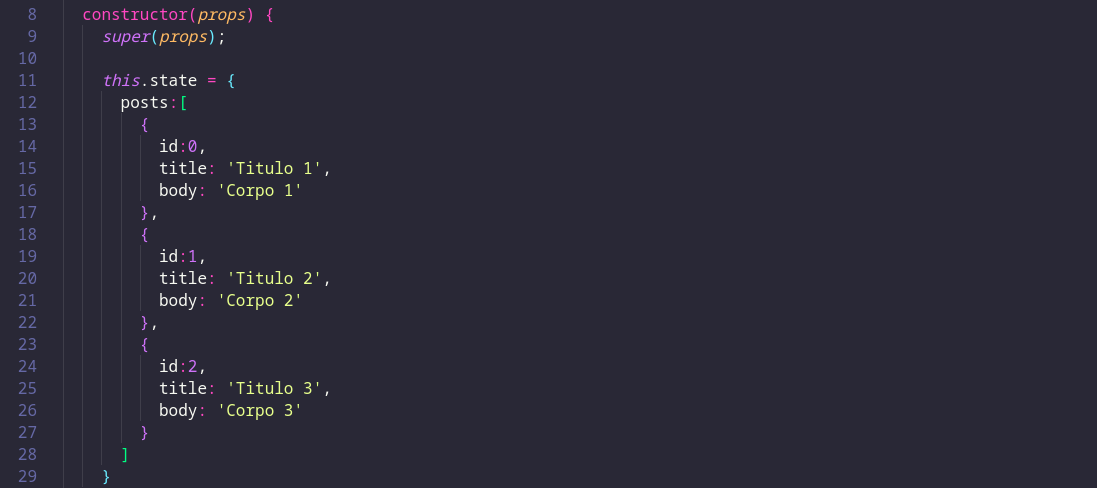 8 constructor(props) {
9 super(props);
10
11 this.state = {
12 posts:[
13 {
14 id:0,
15 title: 'Titulo 1',
16 body: 'Corpo 1'
17 },
18 {
19 id:1,
20 title: 'Titulo 2',
21 body: 'Corpo 2'
22 },
23 {
24 id:2,
25 title: 'Titulo 3',
26 body: 'Corpo 3'
27 }
28 ]
29 }